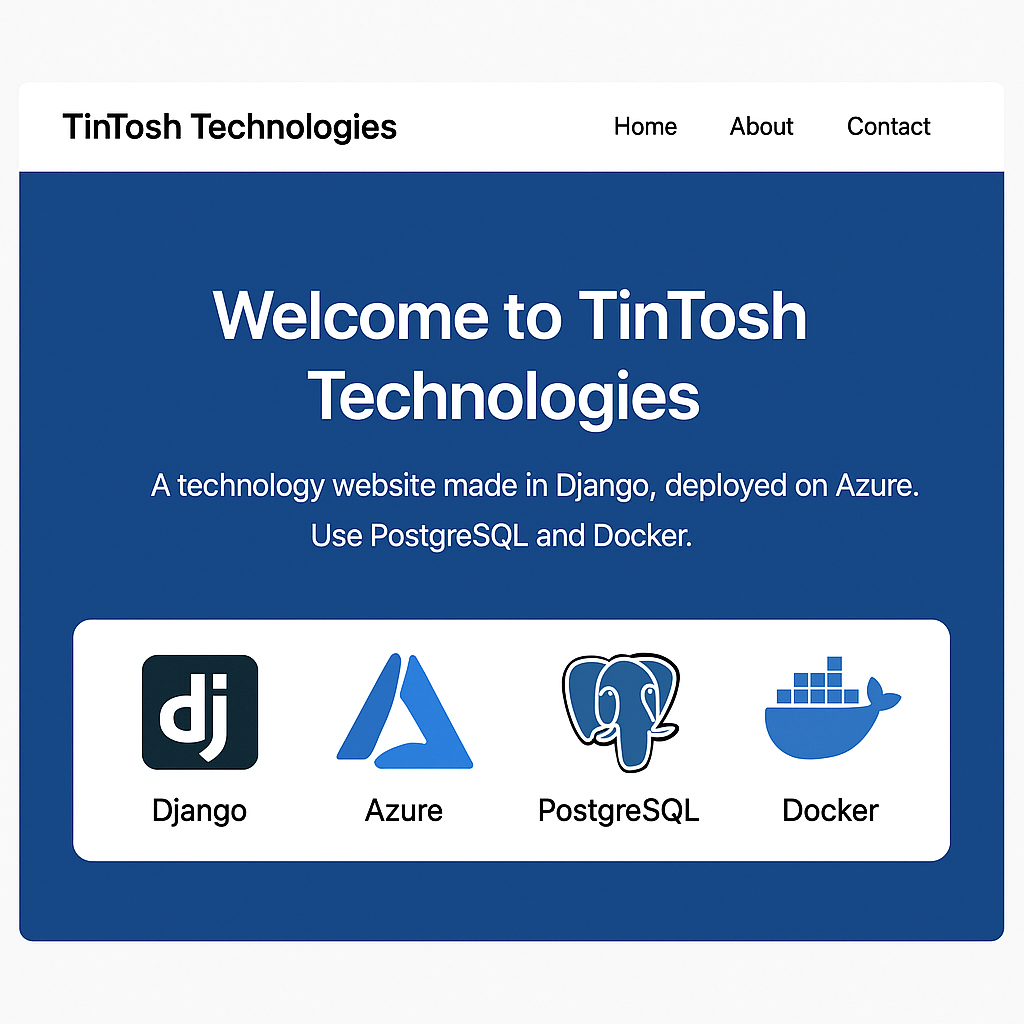 TinTosh Technologies
Home About Contact
Welcome to TinTosh
Technologies
A technology website made in Django, deployed on Azure.
Use PostgreSQL and Docker.
dj
Django Azure PostgreSQL Docker